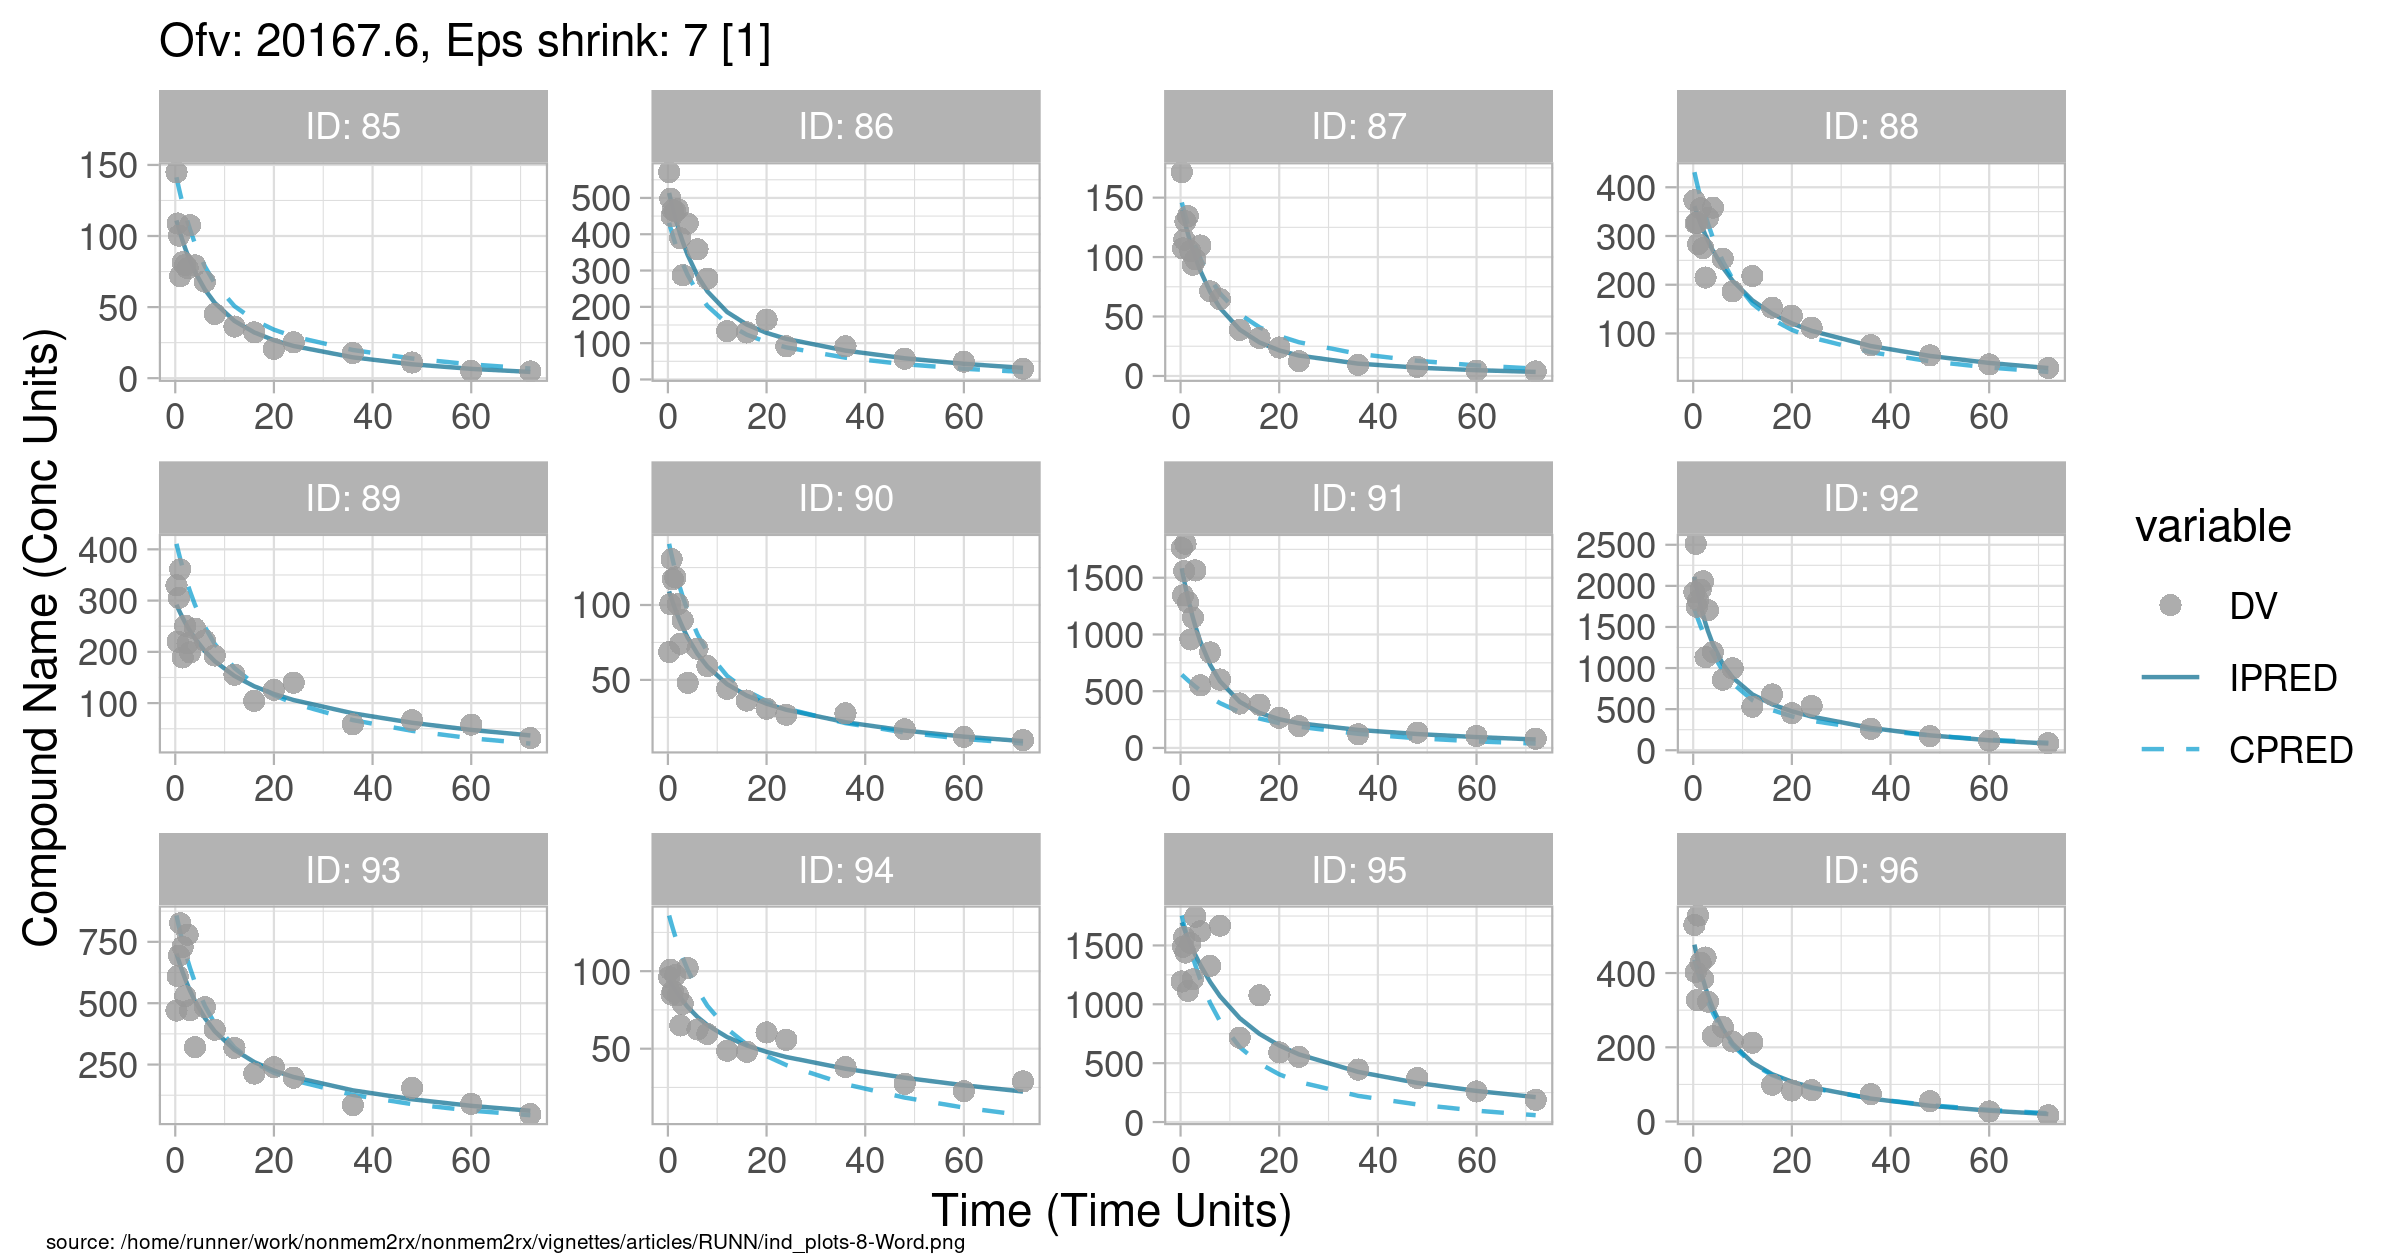 Ofv: 20167.6, Eps shrink: 7 [1]
Compound Name (Conc Units)
ID: 85
150
100
50
0
0 20 40 60
ID: 86
500
400
300
200
100
0
0 20 40 60
ID: 87
150
100
50
0
0 20 40 60
ID: 88
400
300
200
100
0 20 40 60
ID: 89
400
300
200
100
0 20 40 60
ID: 90
100
50
0 20 40 60
ID: 91
1500
1000
500
0
0 20 40 60
ID: 92
2500
2000
1500
1000
500
0
0 20 40 60
ID: 93
750
500
250
0 20 40 60
ID: 94
100
50
0 20 40 60
ID: 95
1500
1000
500
0
0 20 40 60
ID: 96
400
200
0
0 20 40 60
variable
DV
IPRED
CPRED
Time (Time Units)
source: /home/runner/work/nonmem2rx/nonmem2rx/vignettes/articles/RUNN/ind_plots-8-Word.png